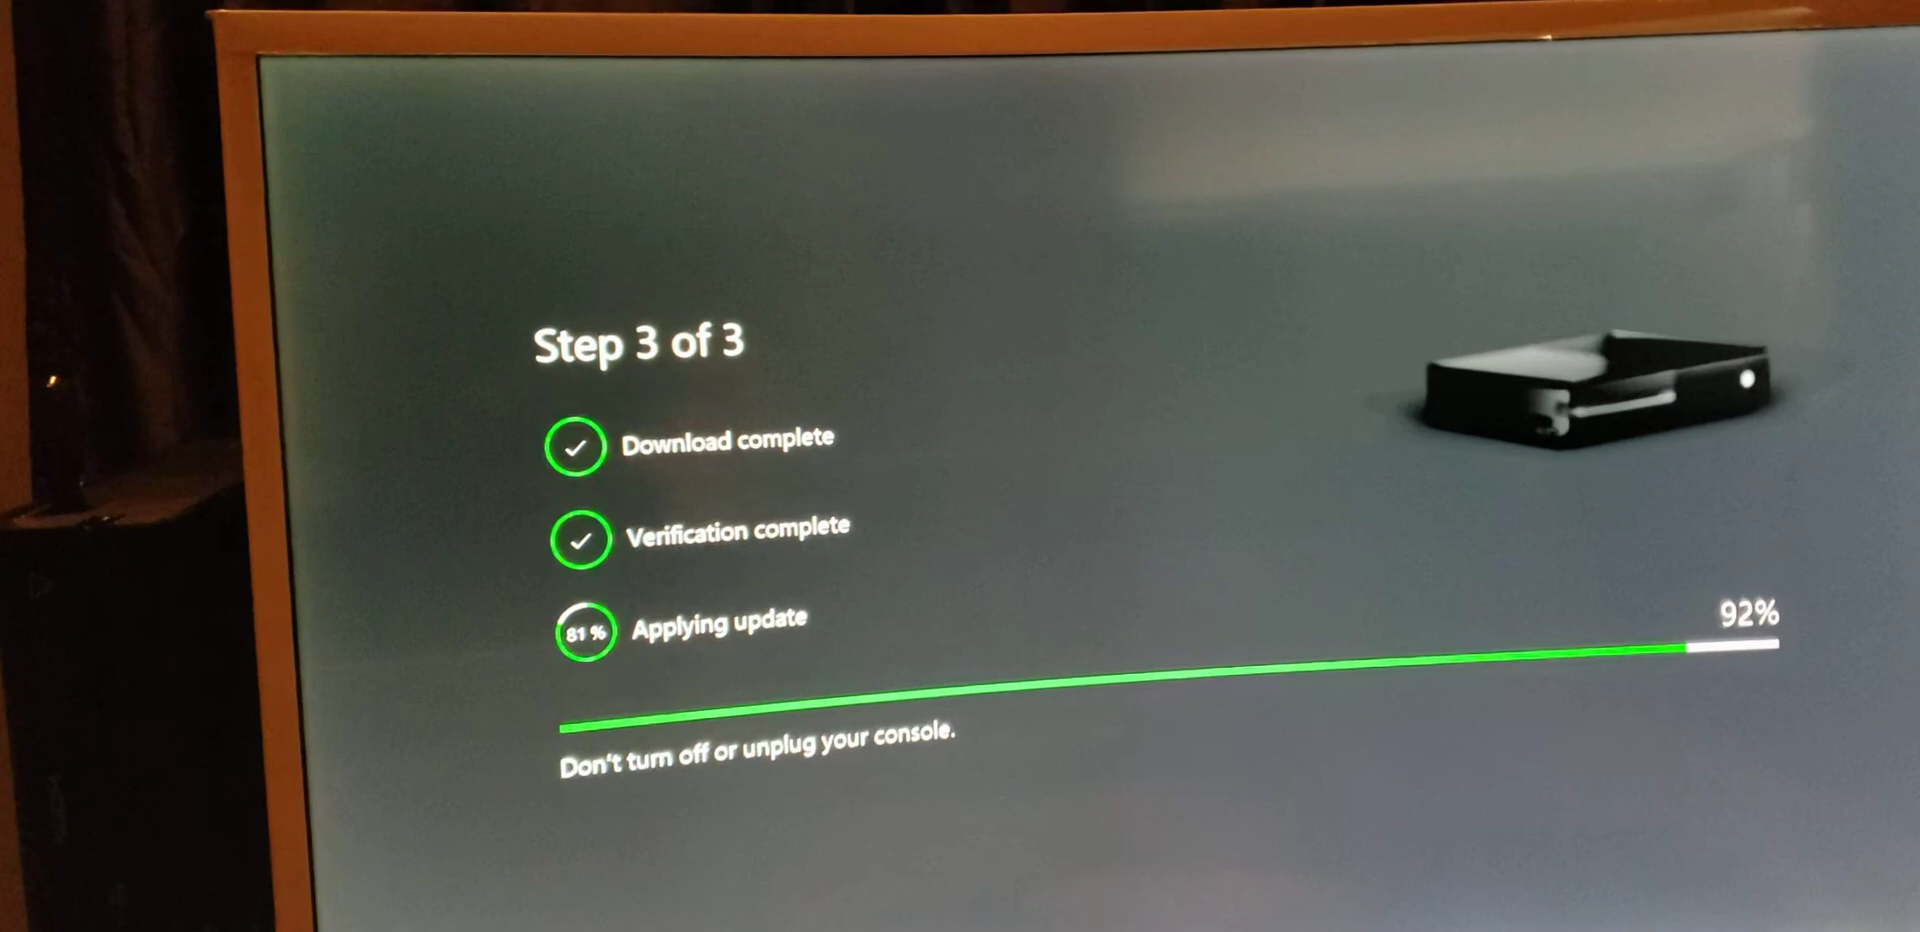 Step 3 of 3
Download complete
Verification complete
81 % Applying update
92%
Don't turn off or unplug your console.